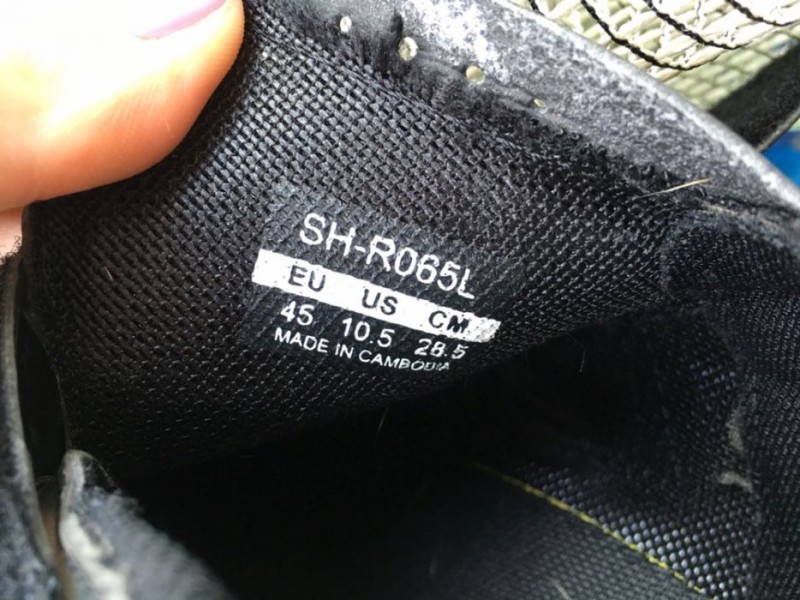 SH-R065L
EU US CM
45 10.5 28.5
MADE IN CAMBODIA